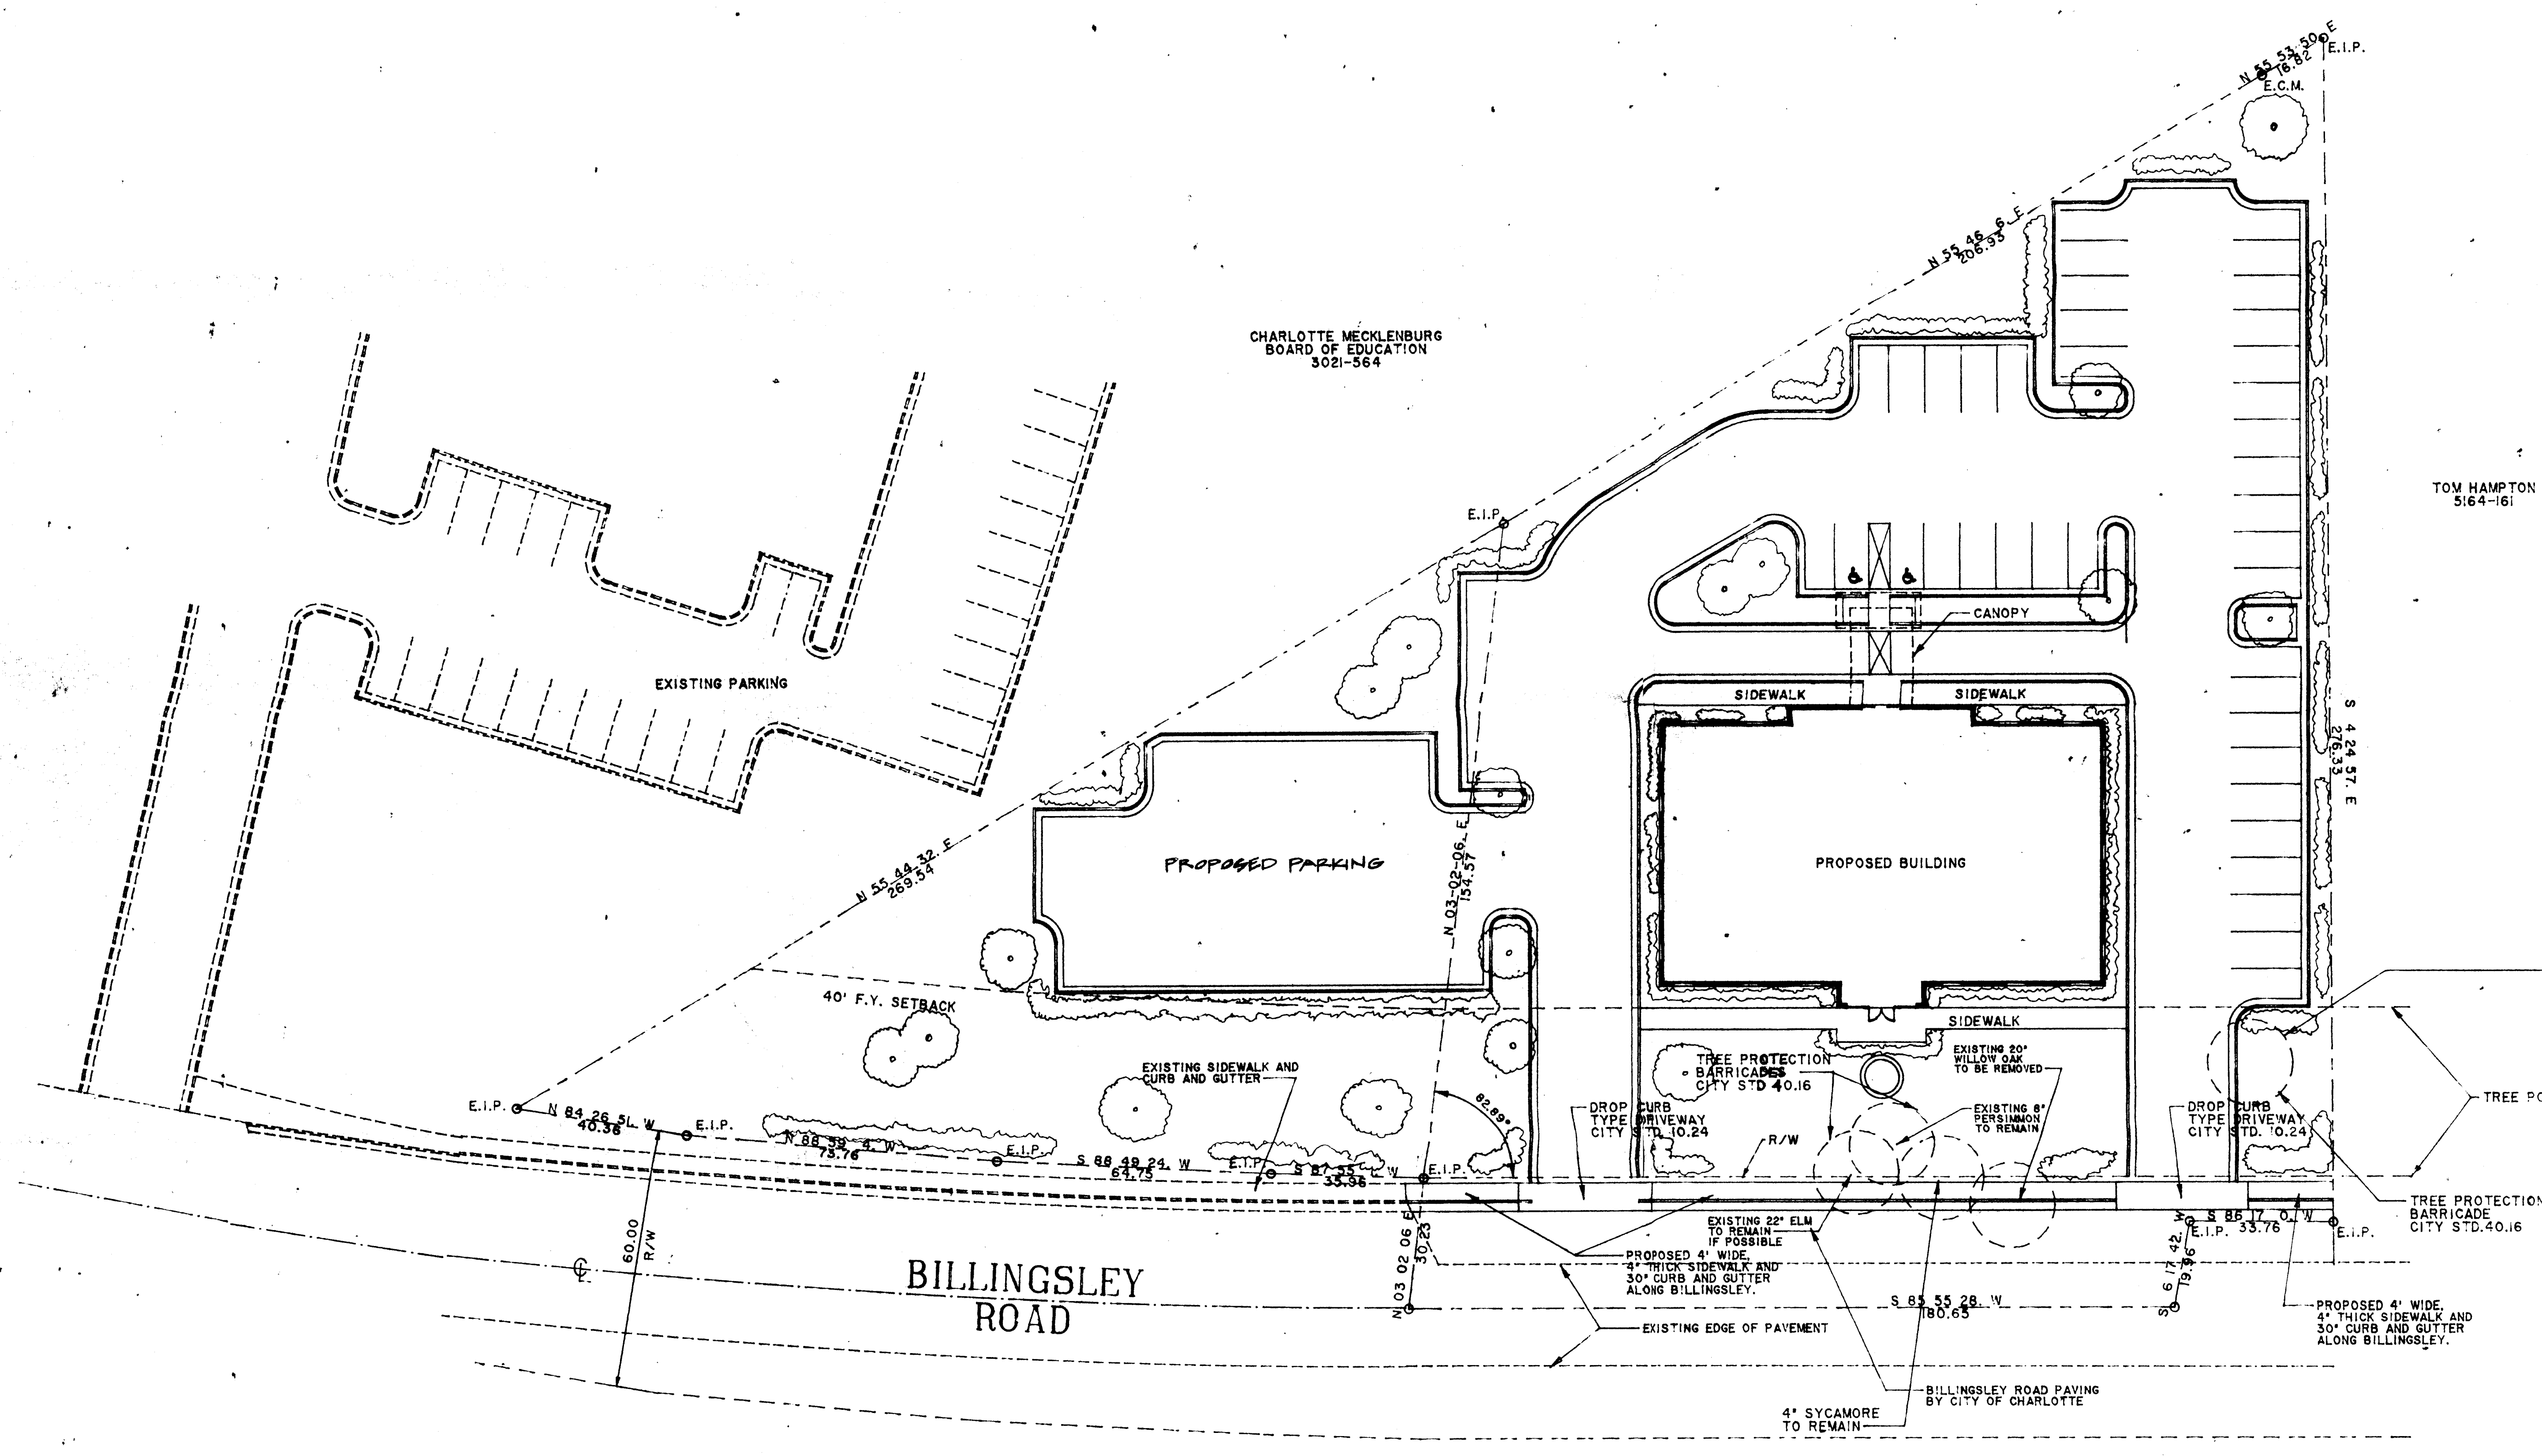 N 55 53 50 E
18.82
E.I.P.
E.C.M.
N 55 46 6 E
206.93
CHARLOTTE MECKLENBURG
BOARD OF EDUCATION
3021-564
TOM HAMPTON
5164-161
E.I.P.
CANOPY
EXISTING PARKING
SIDEWALK
SIDEWALK
S 4 24 57. E
276.33
PROPOSED PARKING
PROPOSED BUILDING
N 55 44 32. E
269.54
N 03-02-06 E
154.57
40' F.Y. SETBACK
SIDEWALK
EXISTING SIDEWALK AND
CURB AND GUTTER
TREE PROTECTION
BARRICADES
CITY STD 40.16
EXISTING 20"
WILLOW OAK
TO BE REMOVED
82.89°
DROP CURB
TYPE DRIVEWAY
CITY STD. 10.24
EXISTING 8"
PERSIMMON
TO REMAIN
DROP CURB
TYPE DRIVEWAY
CITY STD. 10.24
TREE PO
E.I.P.
N 84 26 51. W
40.36
E.I.P.
N 88 59 4. W
73.76
E.I.P.
S 88 49 24. W
64.75
E.I.P.
S 87 55
35.96
E.I.P.
R/W
TREE PROTECTION
BARRICADE
CITY STD.40.16
60.00
R/W
BILLINGSLEY
ROAD
N 03 02 06 E
30.23
EXISTING 22" ELM
TO REMAIN
IF POSSIBLE
PROPOSED 4' WIDE,
4" THICK SIDEWALK AND
30" CURB AND GUTTER
ALONG BILLINGSLEY.
S 86 17 0. W
33.76
E.I.P.
E.I.P.
S 6 17 42. W
19.96
S 85 55 28. W
180.65
EXISTING EDGE OF PAVEMENT
PROPOSED 4' WIDE,
4" THICK SIDEWALK AND
30" CURB AND GUTTER
ALONG BILLINGSLEY.
BILLINGSLEY ROAD PAVING
BY CITY OF CHARLOTTE
4" SYCAMORE
TO REMAIN